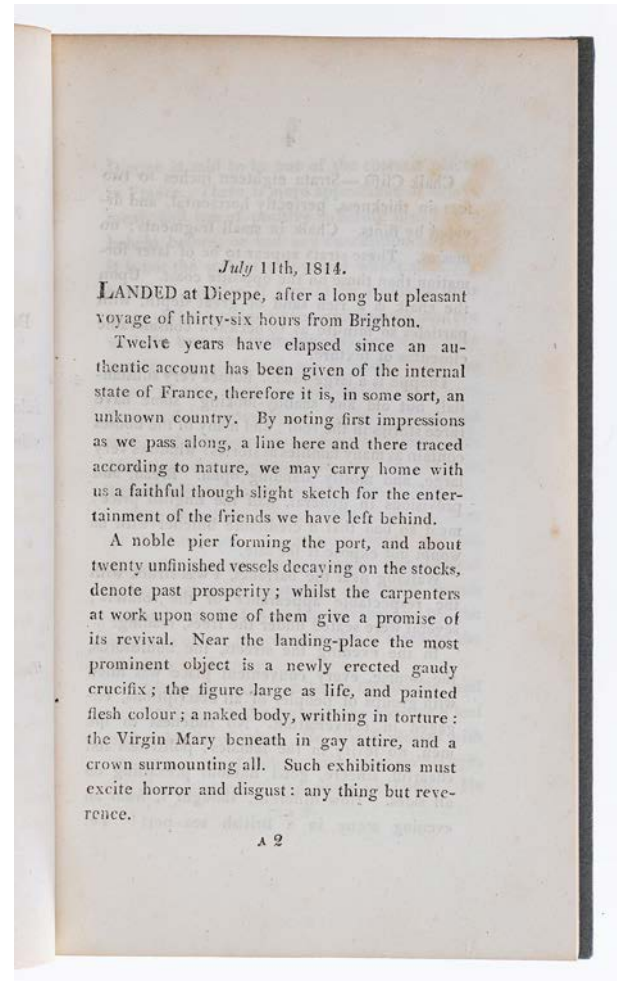 July 11th, 1814.
LANDED at Dieppe, after a long but pleasant
voyage of thirty-six hours from Brighton.
Twelve years have elapsed since an au-
thentic account has been given of the internal
state of France, therefore it is, in some sort, an
unknown country. By noting first impressions
as we pass along, a line here and there traced
according to nature, we may carry home with
us a faithful though slight sketch for the enter-
tainment of the friends we have left behind.
A noble pier forming the port, and about
twenty unfinished vessels decaying on the stocks,
denote past prosperity; whilst the carpenters
at work upon some of them give a promise of
its revival. Near the landing-place the most
prominent object is a newly erected gaudy
crucifix; the figure large as life, and painted
flesh colour; a naked body, writhing in torture:
the Virgin Mary beneath in gay attire, and a
crown surmounting all. Such exhibitions must
excite horror and disgust: any thing but reve-
rence.
A 2